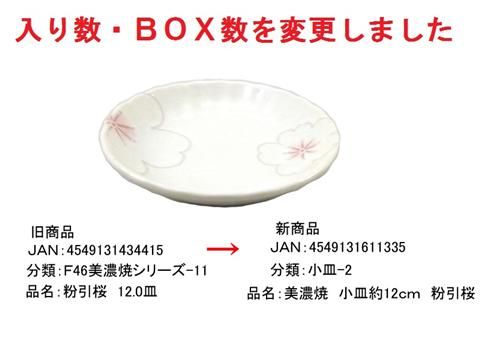 入り数・ＢＯＸ数を変更しました
旧商品
ＪＡＮ：4549131434415
分類：Ｆ46美濃焼シリーズ-11
品名：粉引桜　12.0皿
→
新商品
ＪＡＮ：4549131611335
分類：小皿-2
品名：美濃焼　小皿約12ｃｍ　粉引桜